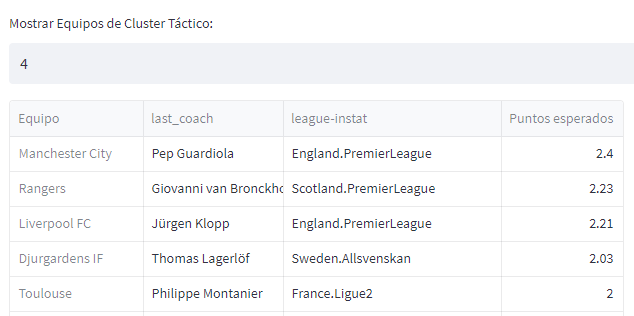 Mostrar Equipos de Cluster Táctico:
4
Equipo last_coach league-instat Puntos esperados
Manchester City Pep Guardiola England.PremierLeague 2.4
Rangers Giovanni van Bronckho Scotland.PremierLeague 2.23
Liverpool FC Jürgen Klopp England.PremierLeague 2.21
Djurgardens IF Thomas Lagerlöf Sweden.Allsvenskan 2.03
Toulouse Philippe Montanier France.Ligue2 2